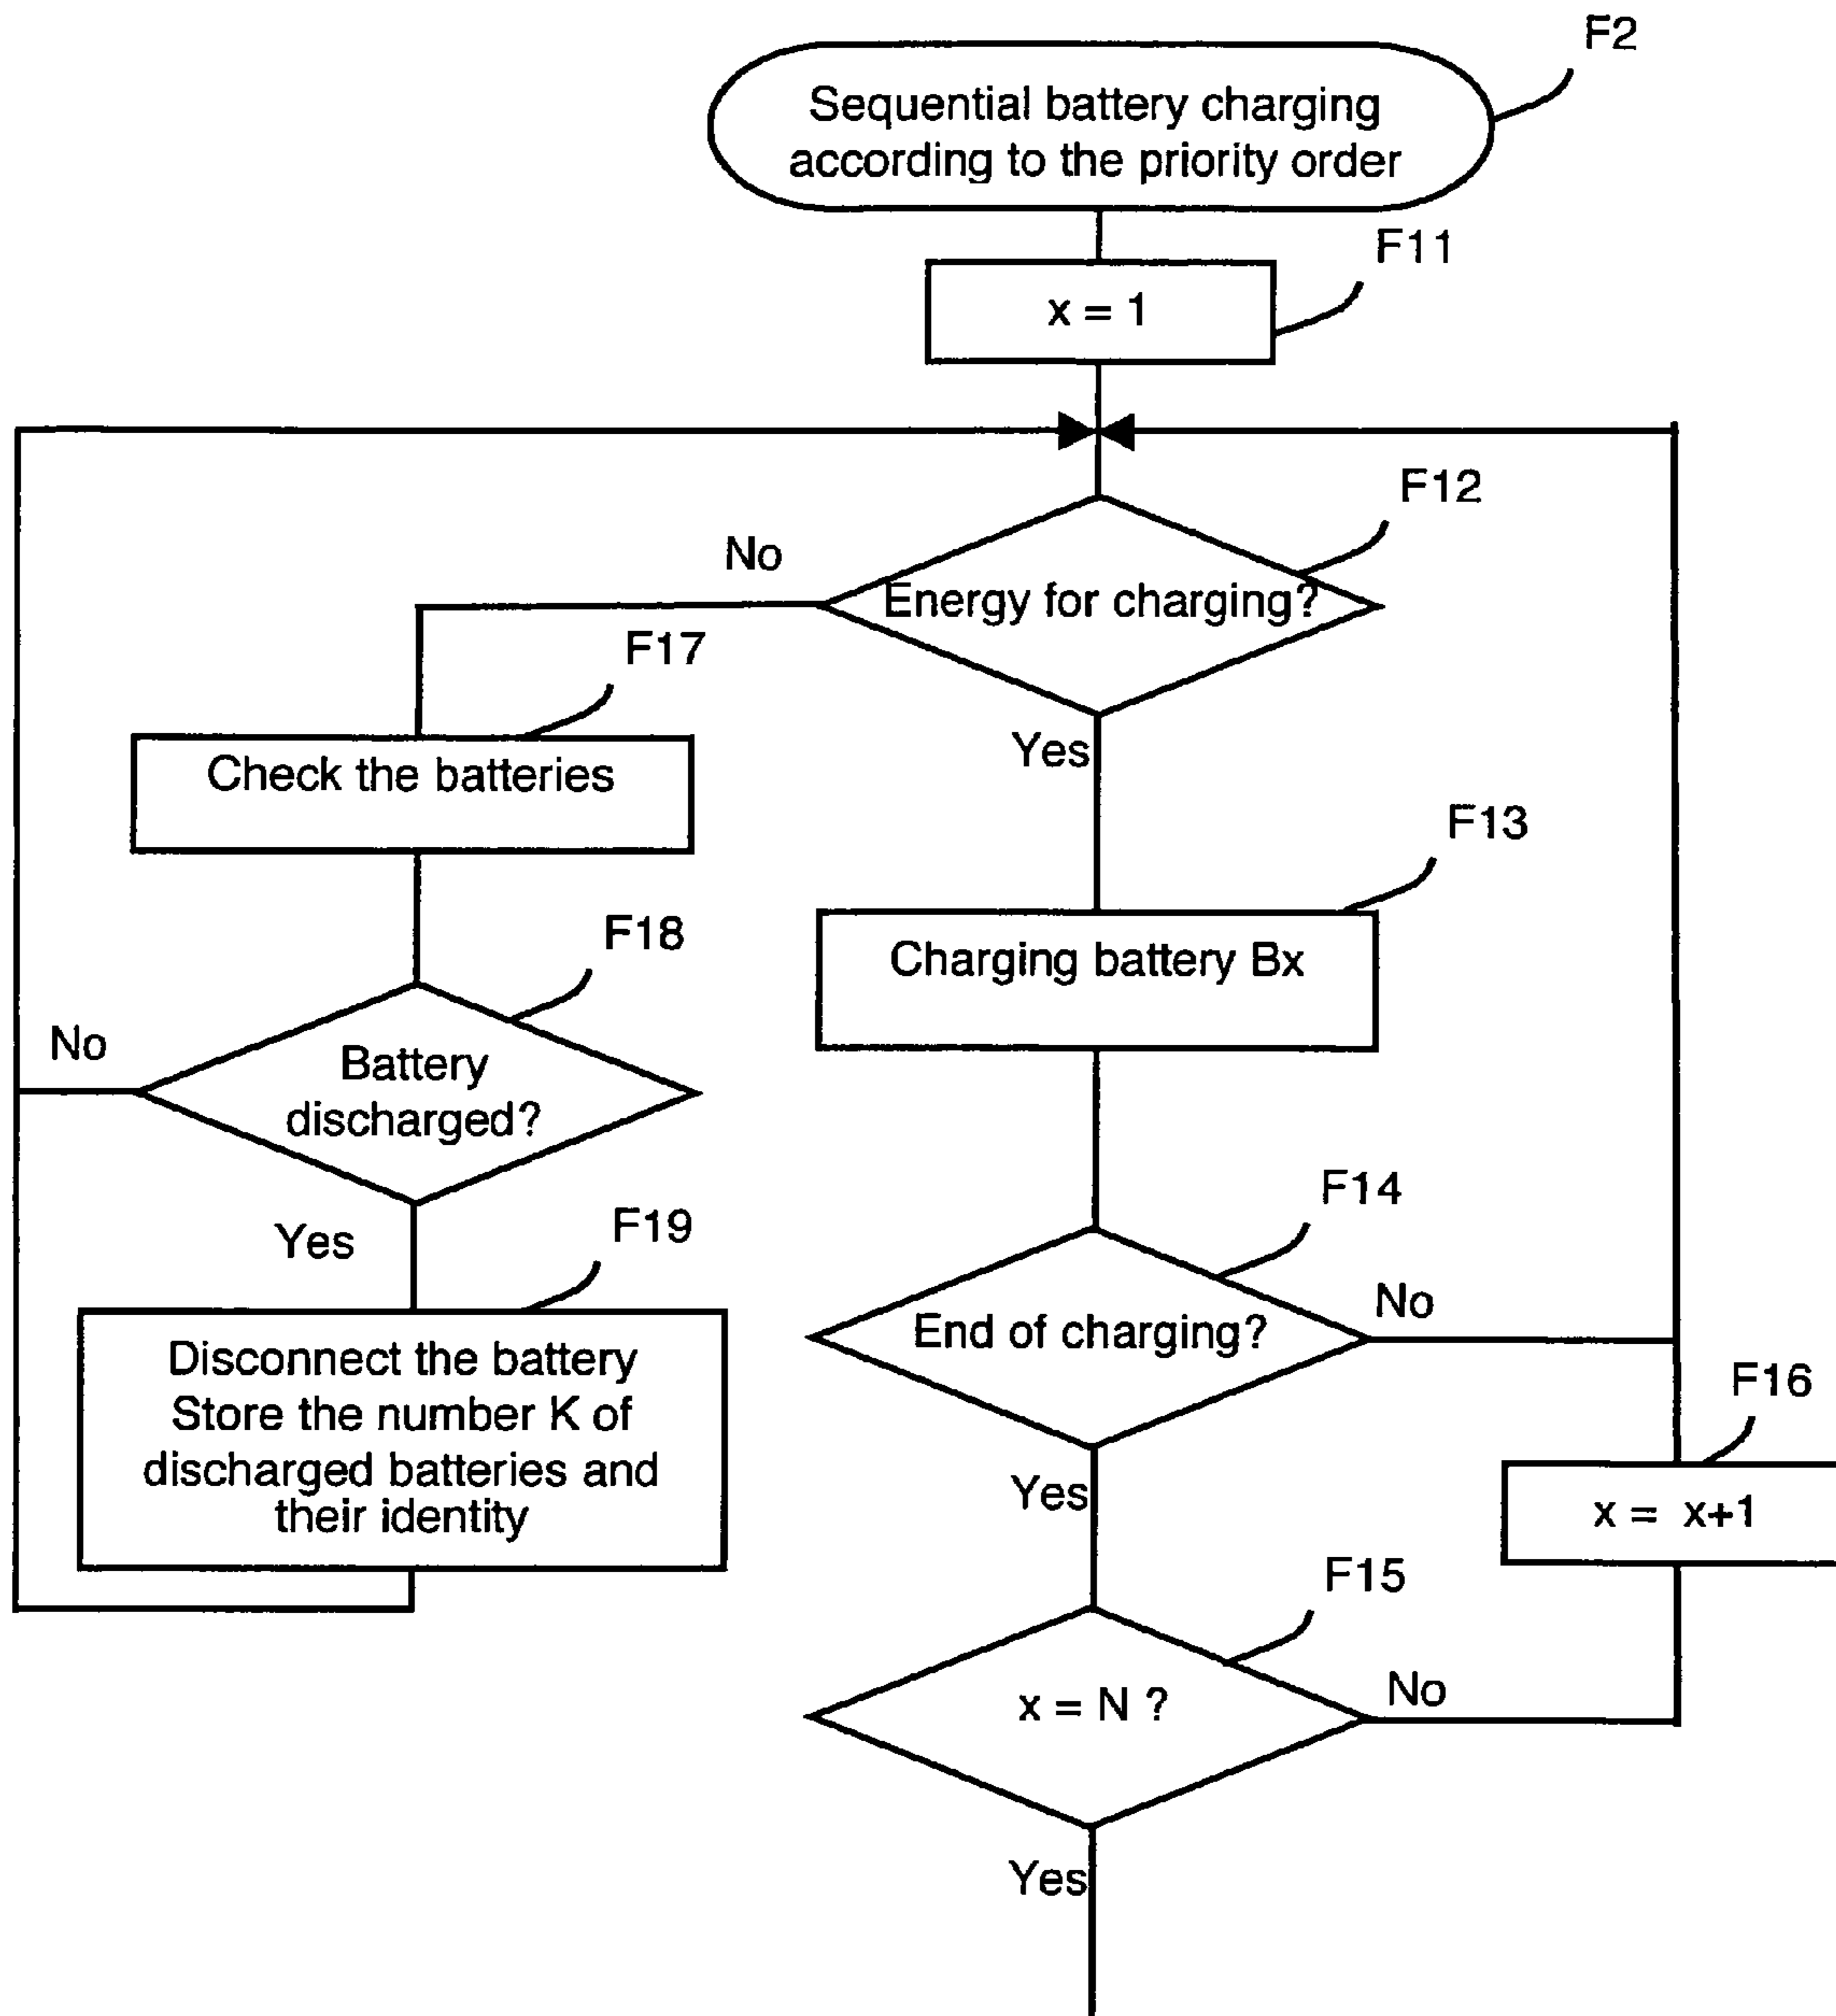 F2
Sequential battery charging
according to the priority order
F11
x = 1
F12
No
Energy for charging?
F17
Yes
Check the batteries
F13
F18
Charging battery Bx
No
Battery
discharged?
F14
Yes
F19
End of charging?
No
Disconnect the battery
Store the number K of
discharged batteries and
their identity
F16
Yes
x = x+1
F15
x = N ?
No
Yes